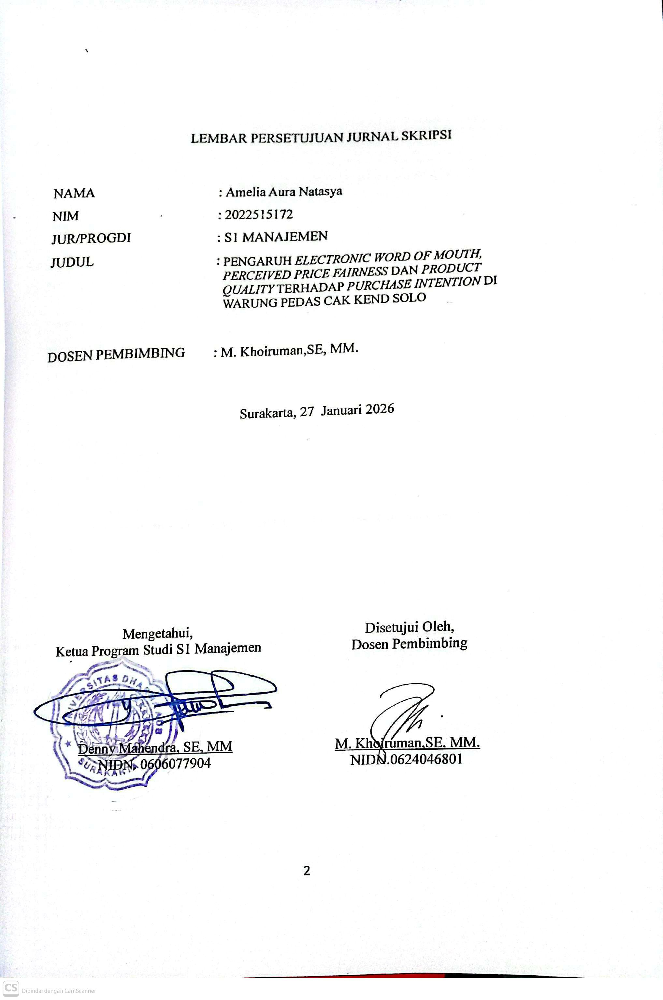 LEMBAR PERSETUJUAN JURNAL SKRIPSI
NAMA : Amelia Aura Natasya
NIM : 2022515172
JUR/PROGDI : S1 MANAJEMEN
JUDUL : PENGARUH ELECTRONIC WORD OF MOUTH,
PERCEIVED PRICE FAIRNESS DAN PRODUCT
QUALITY TERHADAP PURCHASE INTENTION DI
WARUNG PEDAS CAK KEND SOLO
DOSEN PEMBIMBING : M. Khoiruman,SE, MM.
Surakarta, 27 Januari 2026
Mengetahui,
Ketua Program Studi S1 Manajemen
Disetujui Oleh,
Dosen Pembimbing
SURAKARTA
Denny Mahendra, SE, MM
NIDN. 0606077904
M. Khoiruman,SE, MM.
NIDN.0624046801
2
CS Dipindai dengan CamScanner